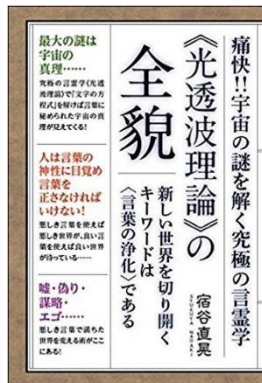 痛快!!宇宙の謎を解く究極の言霊学
《光透波理論》の
全貌
新しい世界を切り開く
キーワードは
〈言葉の浄化〉である
宿谷直晃
SYUKUYA NAOAKI
最大の謎は
宇宙の
真理……
究極の言霊学《光透
波理論》で「文字の方
程式」を解けば言葉に
秘められた宇宙の真
理が見えてくる!
人は言葉の
神性に目覚め
言葉を
正さなければ
いけない!
悪しき言葉を使えば
悪しき世界が、良い言
葉を使えば良い世界
が待っている……
嘘・偽り・
謀略・
エゴ……
悪しき言葉で満ちた
世界を変える術がここ
にある!